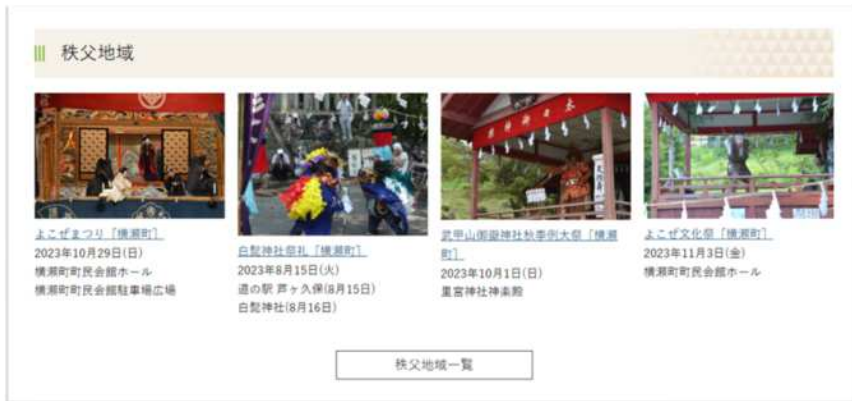 秩父地域
よこぜまつり「横瀬町」
2023年10月29日(日)
横瀬町町民会館ホール
横瀬町町民会館駐車場広場
白髭神社祭礼「横瀬町」
2023年8月15日(火)
道の駅 芦ヶ久保(8月15日)
白髭神社(8月16日)
武甲山御嶽神社秋季例大祭「横瀬
町」
2023年10月1日(日)
里宮神社神楽殿
よこぜ文化祭「横瀬町」
2023年11月3日(金)
横瀬町町民会館ホール
秩父地域一覧